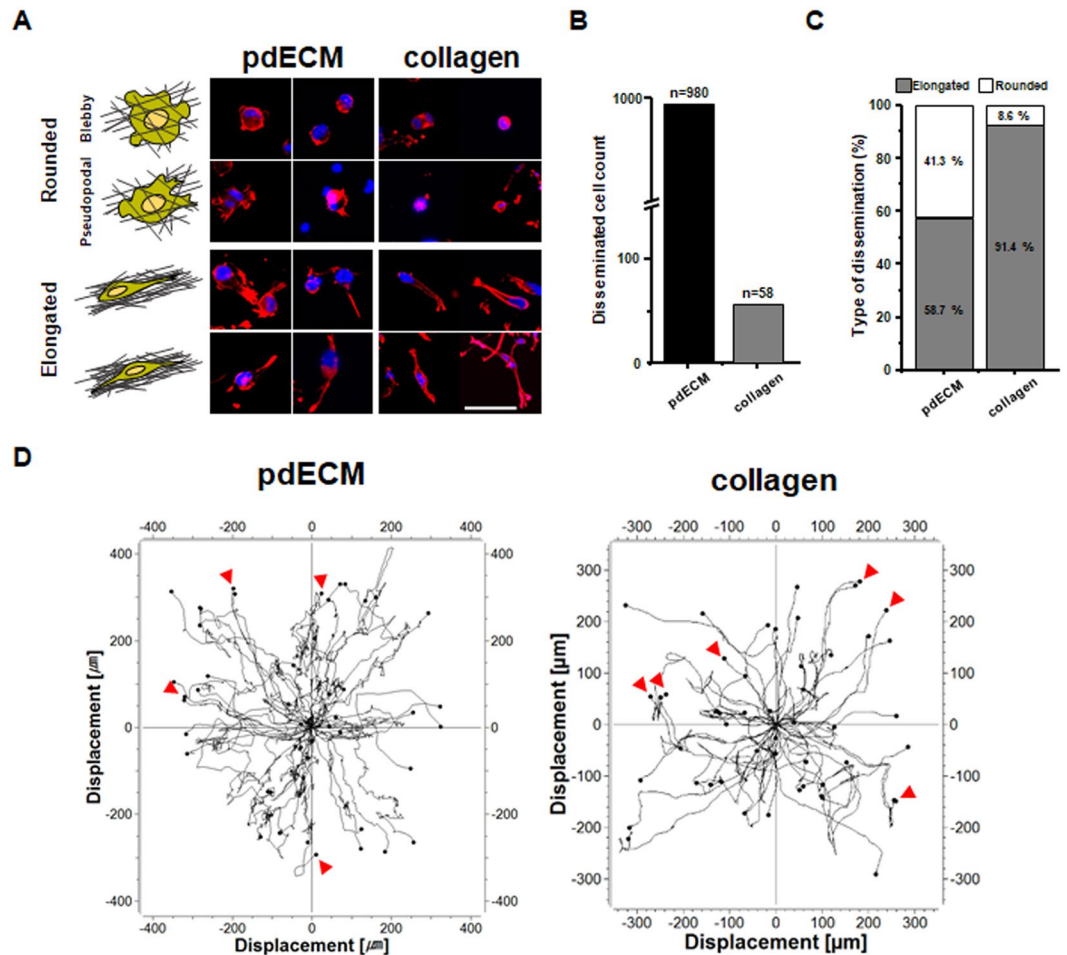 A
pdECM collagen
Rounded
Blebby
Pseudopodal
Elongated
B
Disseminated cell count
1000
100
0
n=980
n=58
pdECM
collagen
C
Elongated Rounded
Type of dissemination (%)
100
80
60
40
20
0
41.3 %
58.7 %
8.6 %
91.4 %
pdECM
collagen
D
pdECM
-400 -200 0 200 400
400
200
0
-200
-400
400
200
0
-200
-400
Displacement [㎛]
-400 -200 0 200 400
Displacement [㎛]
collagen
-300 -200 -100 0 100 200 300
300
200
100
0
-100
-200
-300
300
200
100
0
-100
-200
-300
Displacement [µm]
-300 -200 -100 0 100 200 300
Displacement [µm]